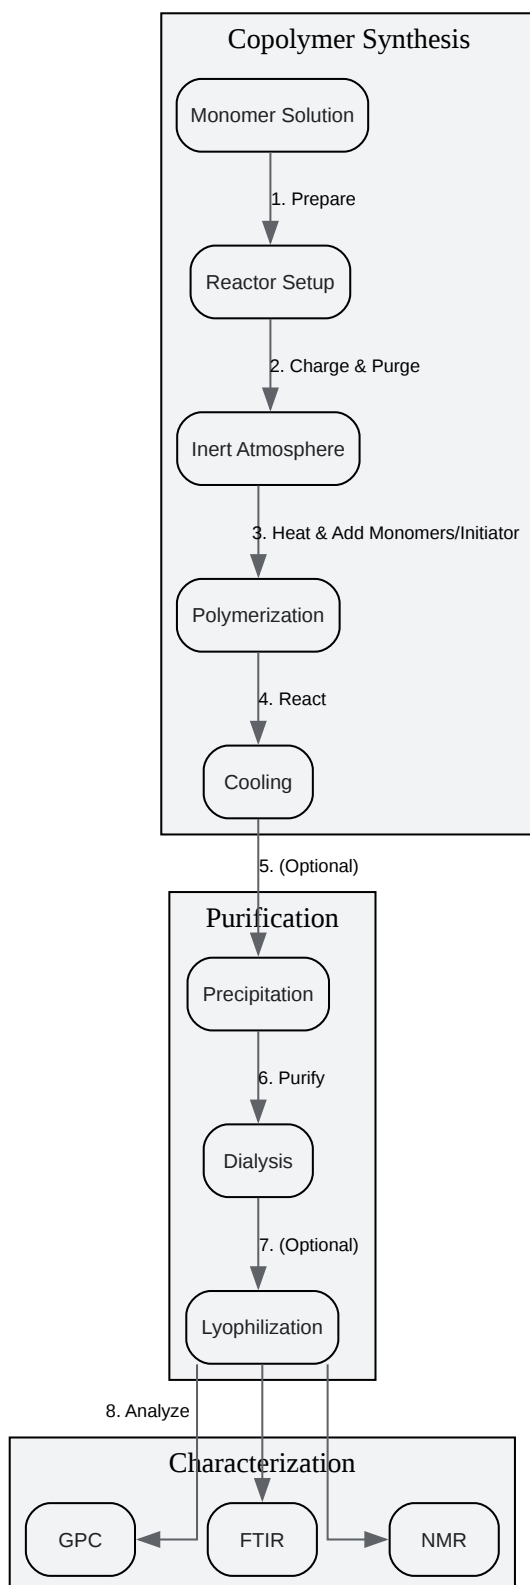 Copolymer Synthesis
Monomer Solution
1. Prepare
Reactor Setup
2. Charge & Purge
Inert Atmosphere
3. Heat & Add Monomers/Initiator
Polymerization
4. React
Cooling
5. (Optional)
Purification
Precipitation
6. Purify
Dialysis
7. (Optional)
Lyophilization
8. Analyze
Characterization
GPC
FTIR
NMR